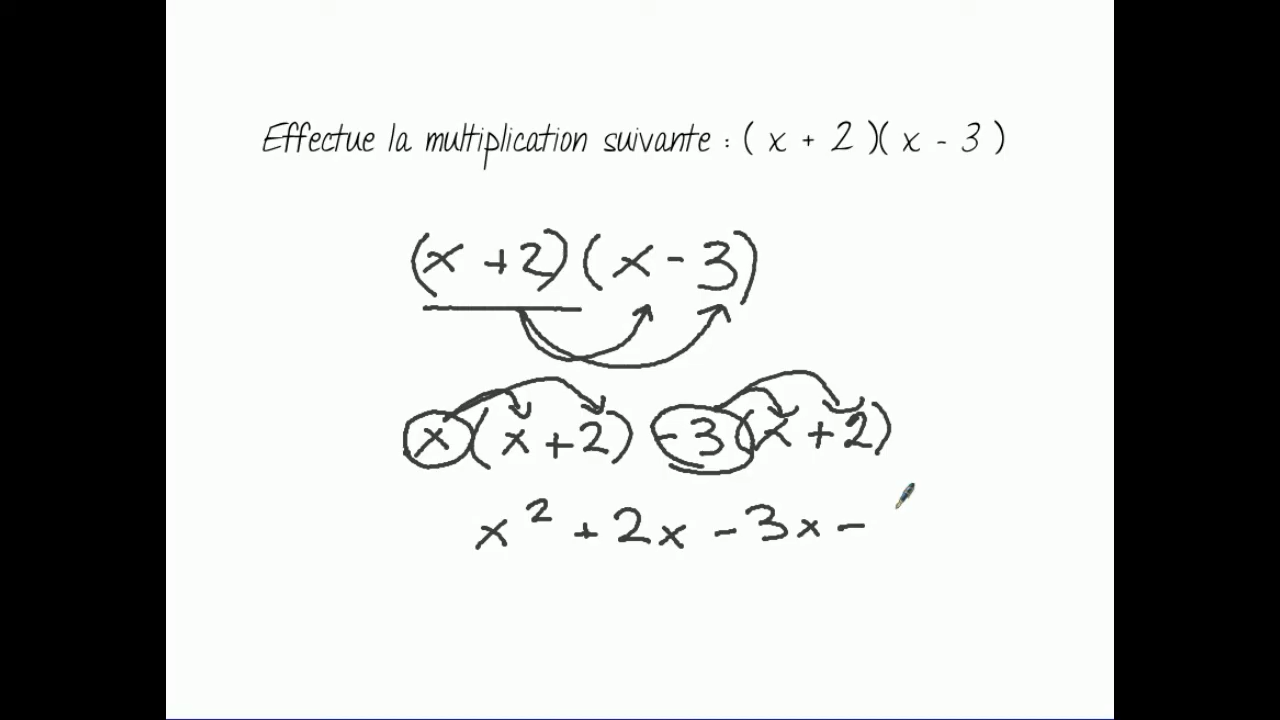 Effectue la multiplication suivante : ( x + 2 )( x - 3 )
(x + 2) (x - 3)
x (x + 2) - 3 (x + 2)
x² + 2x - 3x -